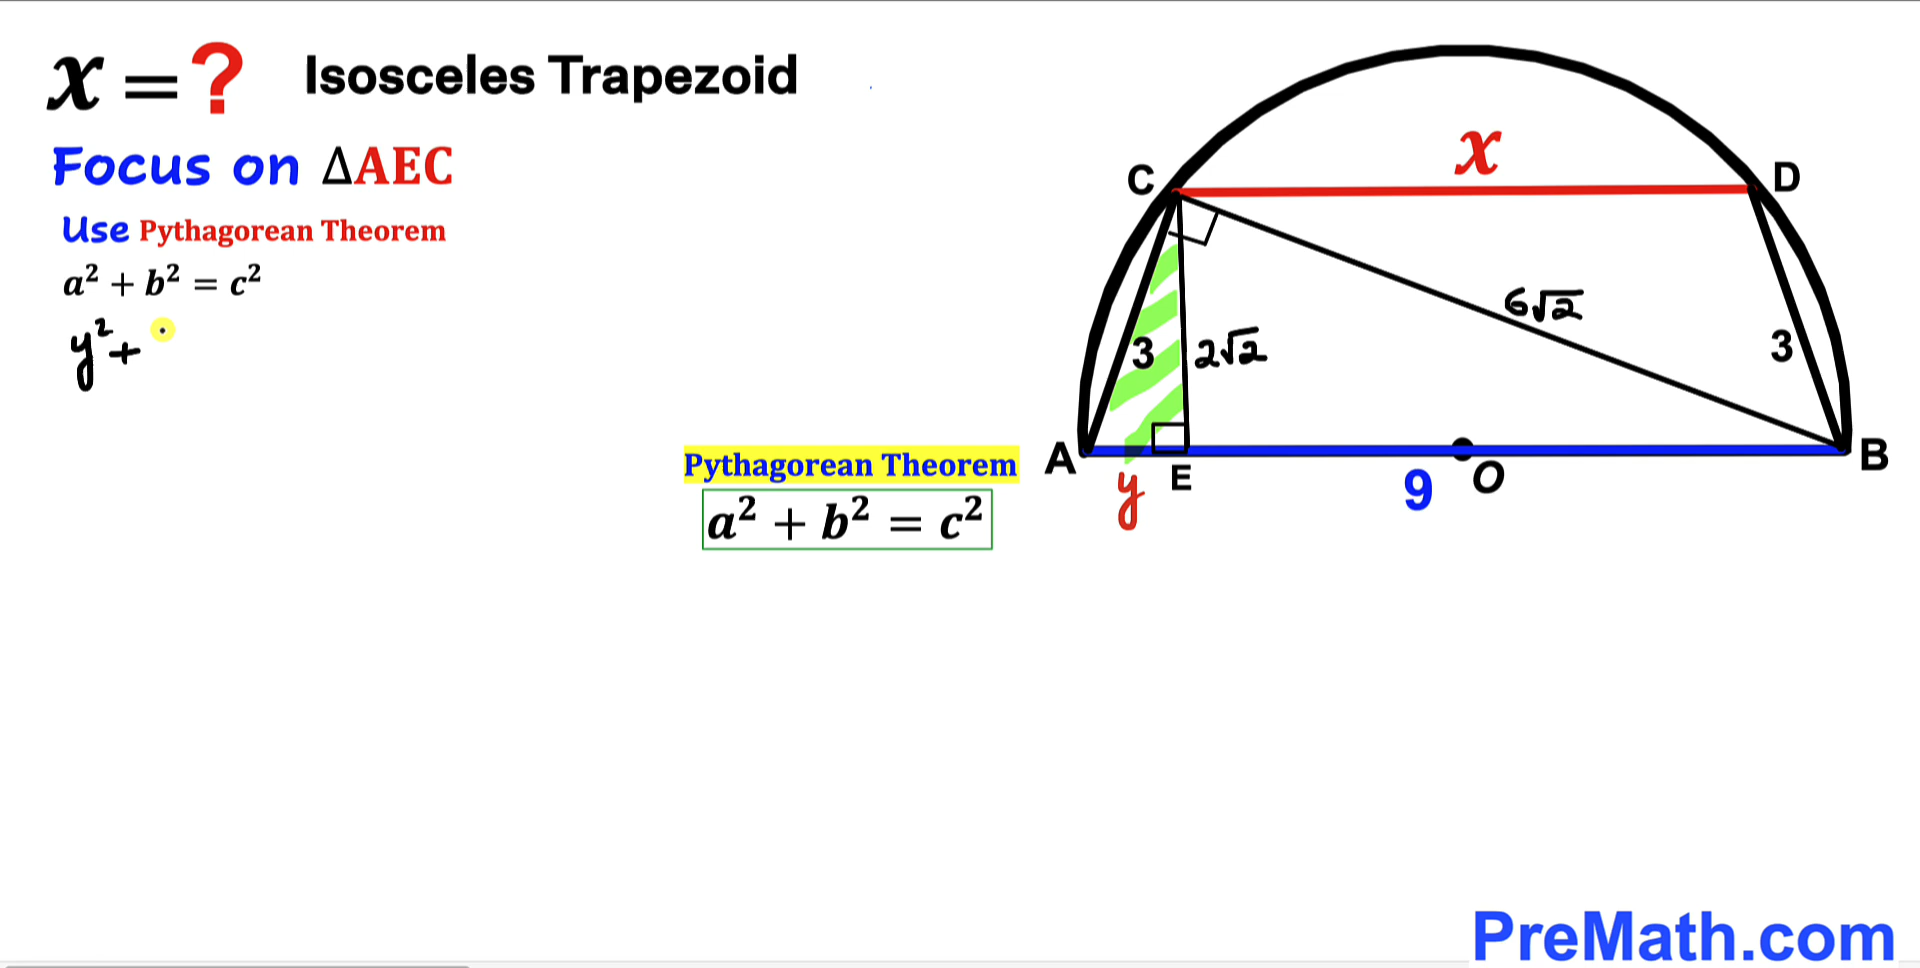 x = ? Isosceles Trapezoid
Focus on ΔAEC
Use Pythagorean Theorem
a² + b² = c²
y² +
Pythagorean Theorem
a² + b² = c²
x
C
D
6√2
3
2√2
3
A
E
B
y
9
O
PreMath.com